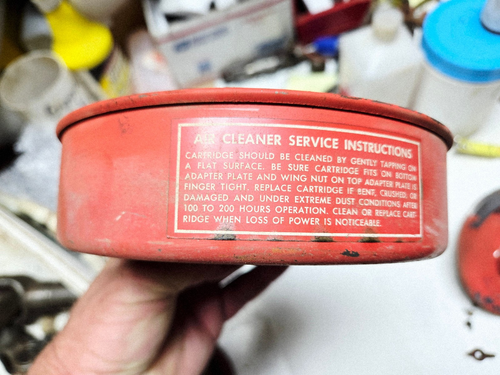 AIR CLEANER SERVICE INSTRUCTIONS
CARTRIDGE SHOULD BE CLEANED BY GENTLY TAPPING ON
A FLAT SURFACE. BE SURE CARTRIDGE FITS ON BOTTOM
ADAPTER PLATE AND WING NUT ON TOP ADAPTER PLATE IS
FINGER TIGHT. REPLACE CARTRIDGE IF BENT, CRUSHED OR
DAMAGED AND UNDER EXTREME DUST CONDITIONS AFTER
100 TO 200 HOURS OPERATION. CLEAN OR REPLACE CART-
RIDGE WHEN LOSS OF POWER IS NOTICEABLE.